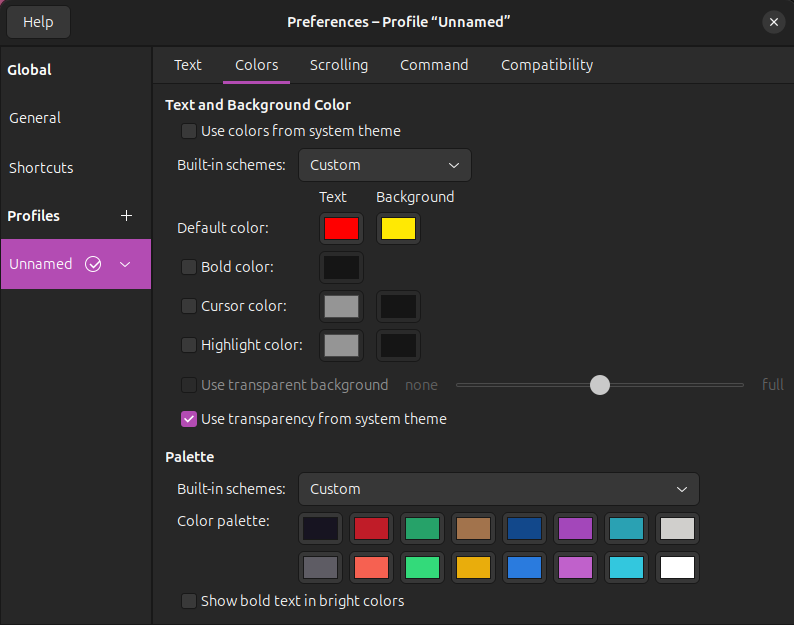 Help
Preferences – Profile “Unnamed”
Global
General
Shortcuts
Profiles
Unnamed
Text Colors Scrolling Command Compatibility
Text and Background Color
Use colors from system theme
Built-in schemes: Custom
Text Background
Default color:
Bold color:
Cursor color:
Highlight color:
Use transparent background none full
Use transparency from system theme
Palette
Built-in schemes: Custom
Color palette:
Show bold text in bright colors